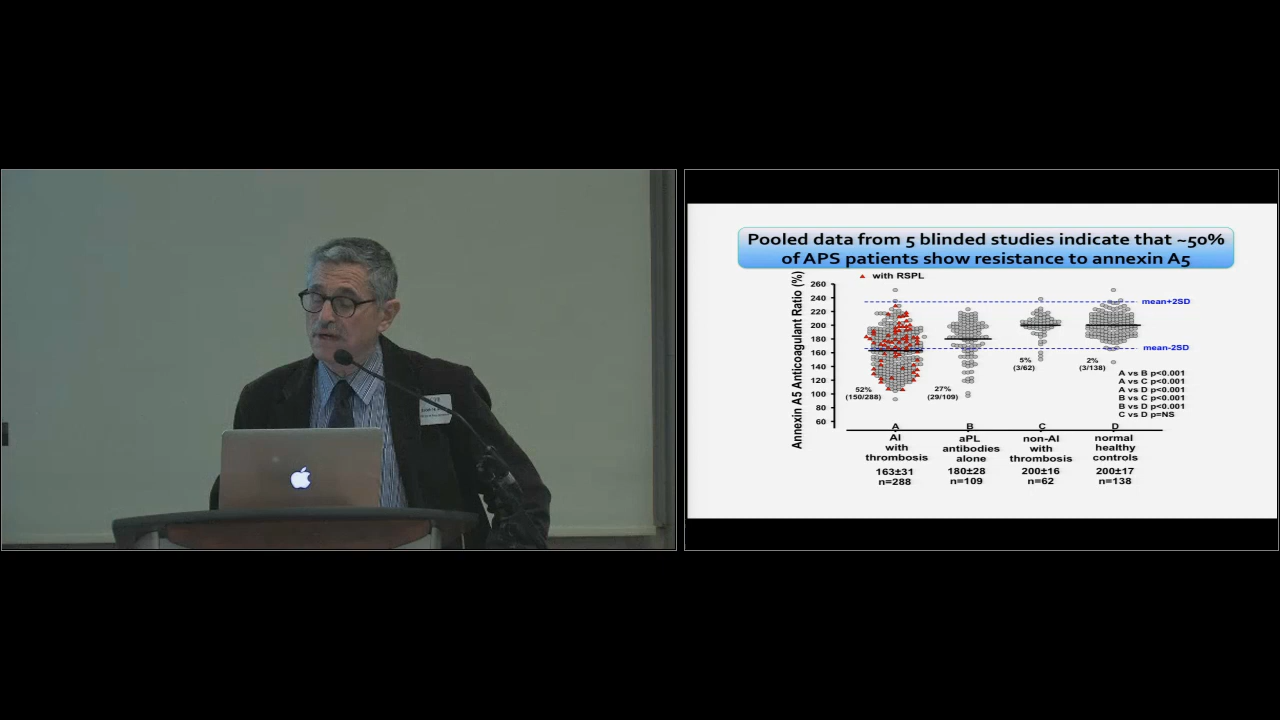 Pooled data from 5 blinded studies indicate that ~50%
of APS patients show resistance to annexin A5
with RSPL
Annexin A5 Anticoagulant Ratio (%)
260
240
220
200
180
160
140
120
100
80
60
mean+2SD
mean-2SD
52%
(150/288)
27%
(29/109)
5%
(3/62)
2%
(3/138)
A vs B p<0.001
A vs C p<0.001
A vs D p<0.001
B vs C p<0.001
B vs D p<0.001
C vs D p=NS
A
B
C
D
AI
with
thrombosis
163±31
n=288
aPL
antibodies
alone
180±28
n=109
non-AI
with
thrombosis
200±16
n=62
normal
healthy
controls
200±17
n=138